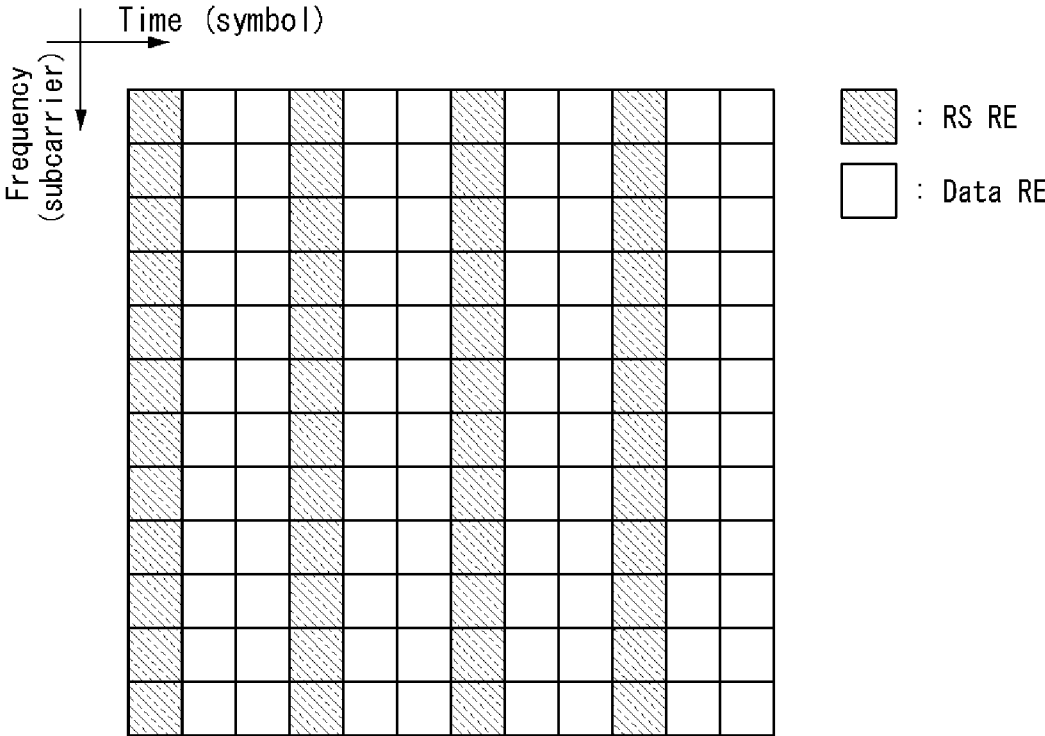 Time (symbol)
Frequency
(subcarrier)
: RS RE
: Data RE